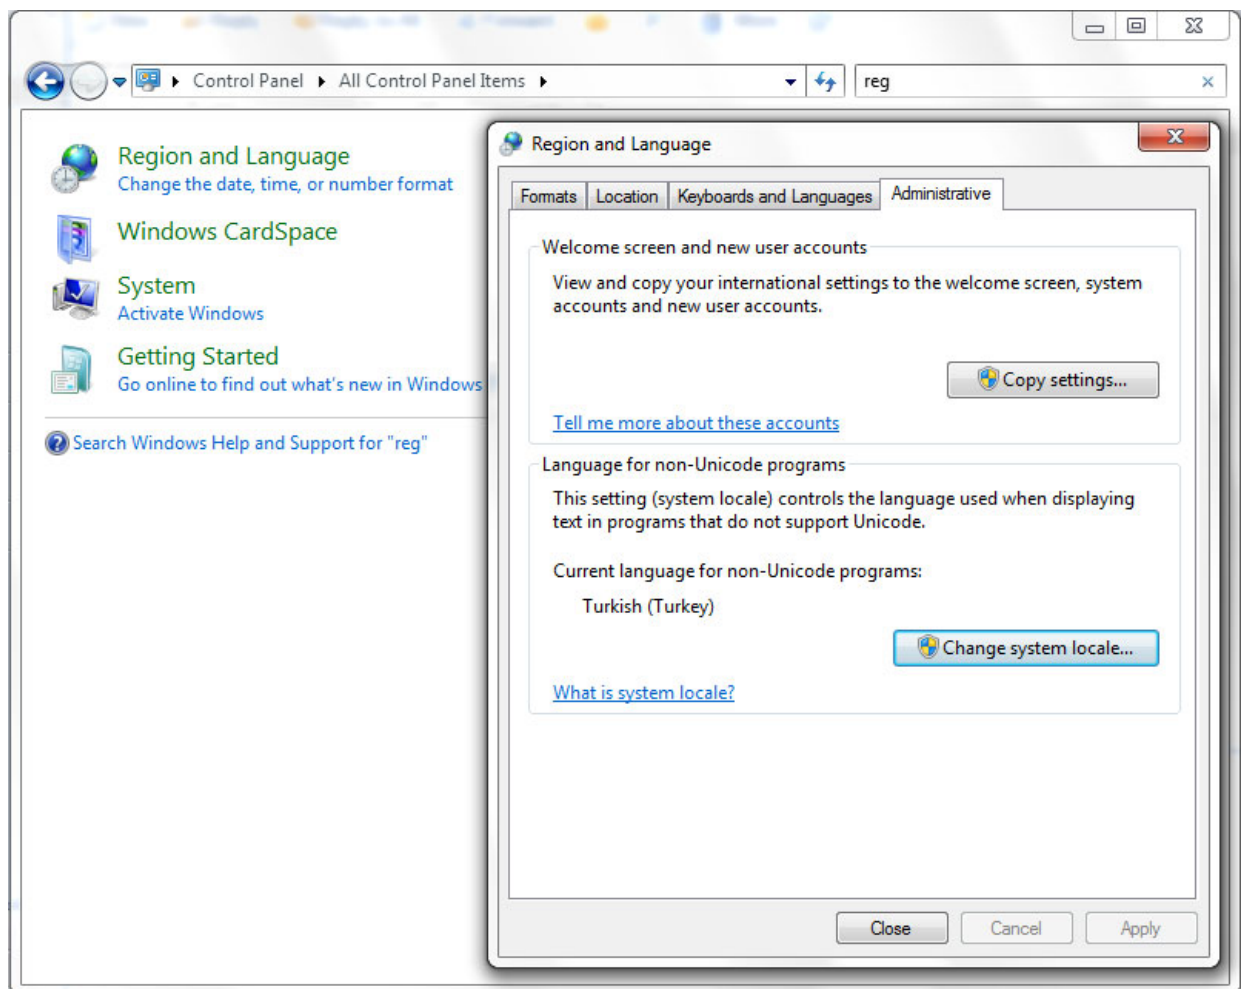 Control Panel
All Control Panel Items
reg
Region and Language
Change the date, time, or number format
Windows CardSpace
System
Activate Windows
Getting Started
Go online to find out what's new in Windows
Search Windows Help and Support for "reg"
Region and Language
Formats
Location
Keyboards and Languages
Administrative
Welcome screen and new user accounts
View and copy your international settings to the welcome screen, system
accounts and new user accounts.
Copy settings...
Tell me more about these accounts
Language for non-Unicode programs
This setting (system locale) controls the language used when displaying
text in programs that do not support Unicode.
Current language for non-Unicode programs:
Turkish (Turkey)
Change system locale...
What is system locale?
Close
Cancel
Apply